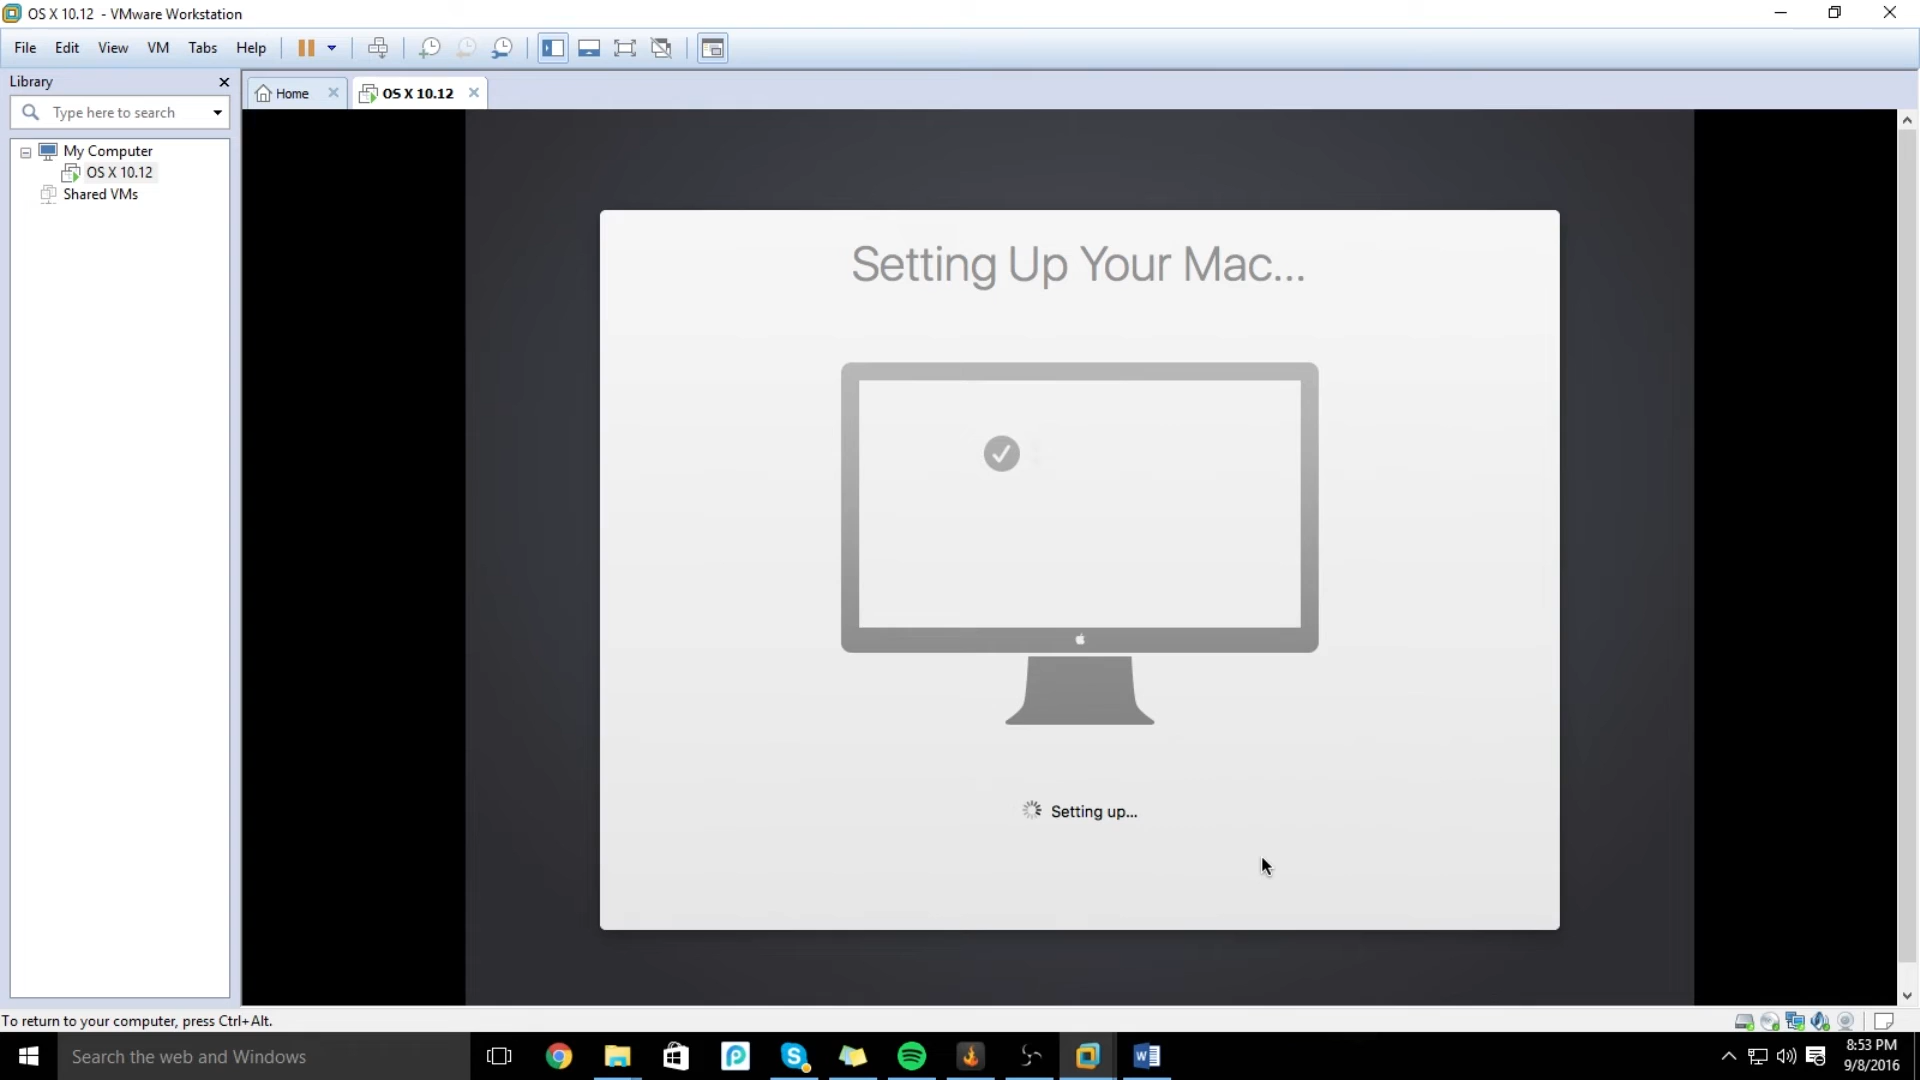 OS X 10.12 - VMware Workstation
File Edit View VM Tabs Help
Library
Type here to search
Home
OS X 10.12
My Computer
OS X 10.12
Shared VMs
Setting Up Your Mac...
Setting up...
To return to your computer, press Ctrl+Alt.
Search the web and Windows
8:53 PM
9/8/2016